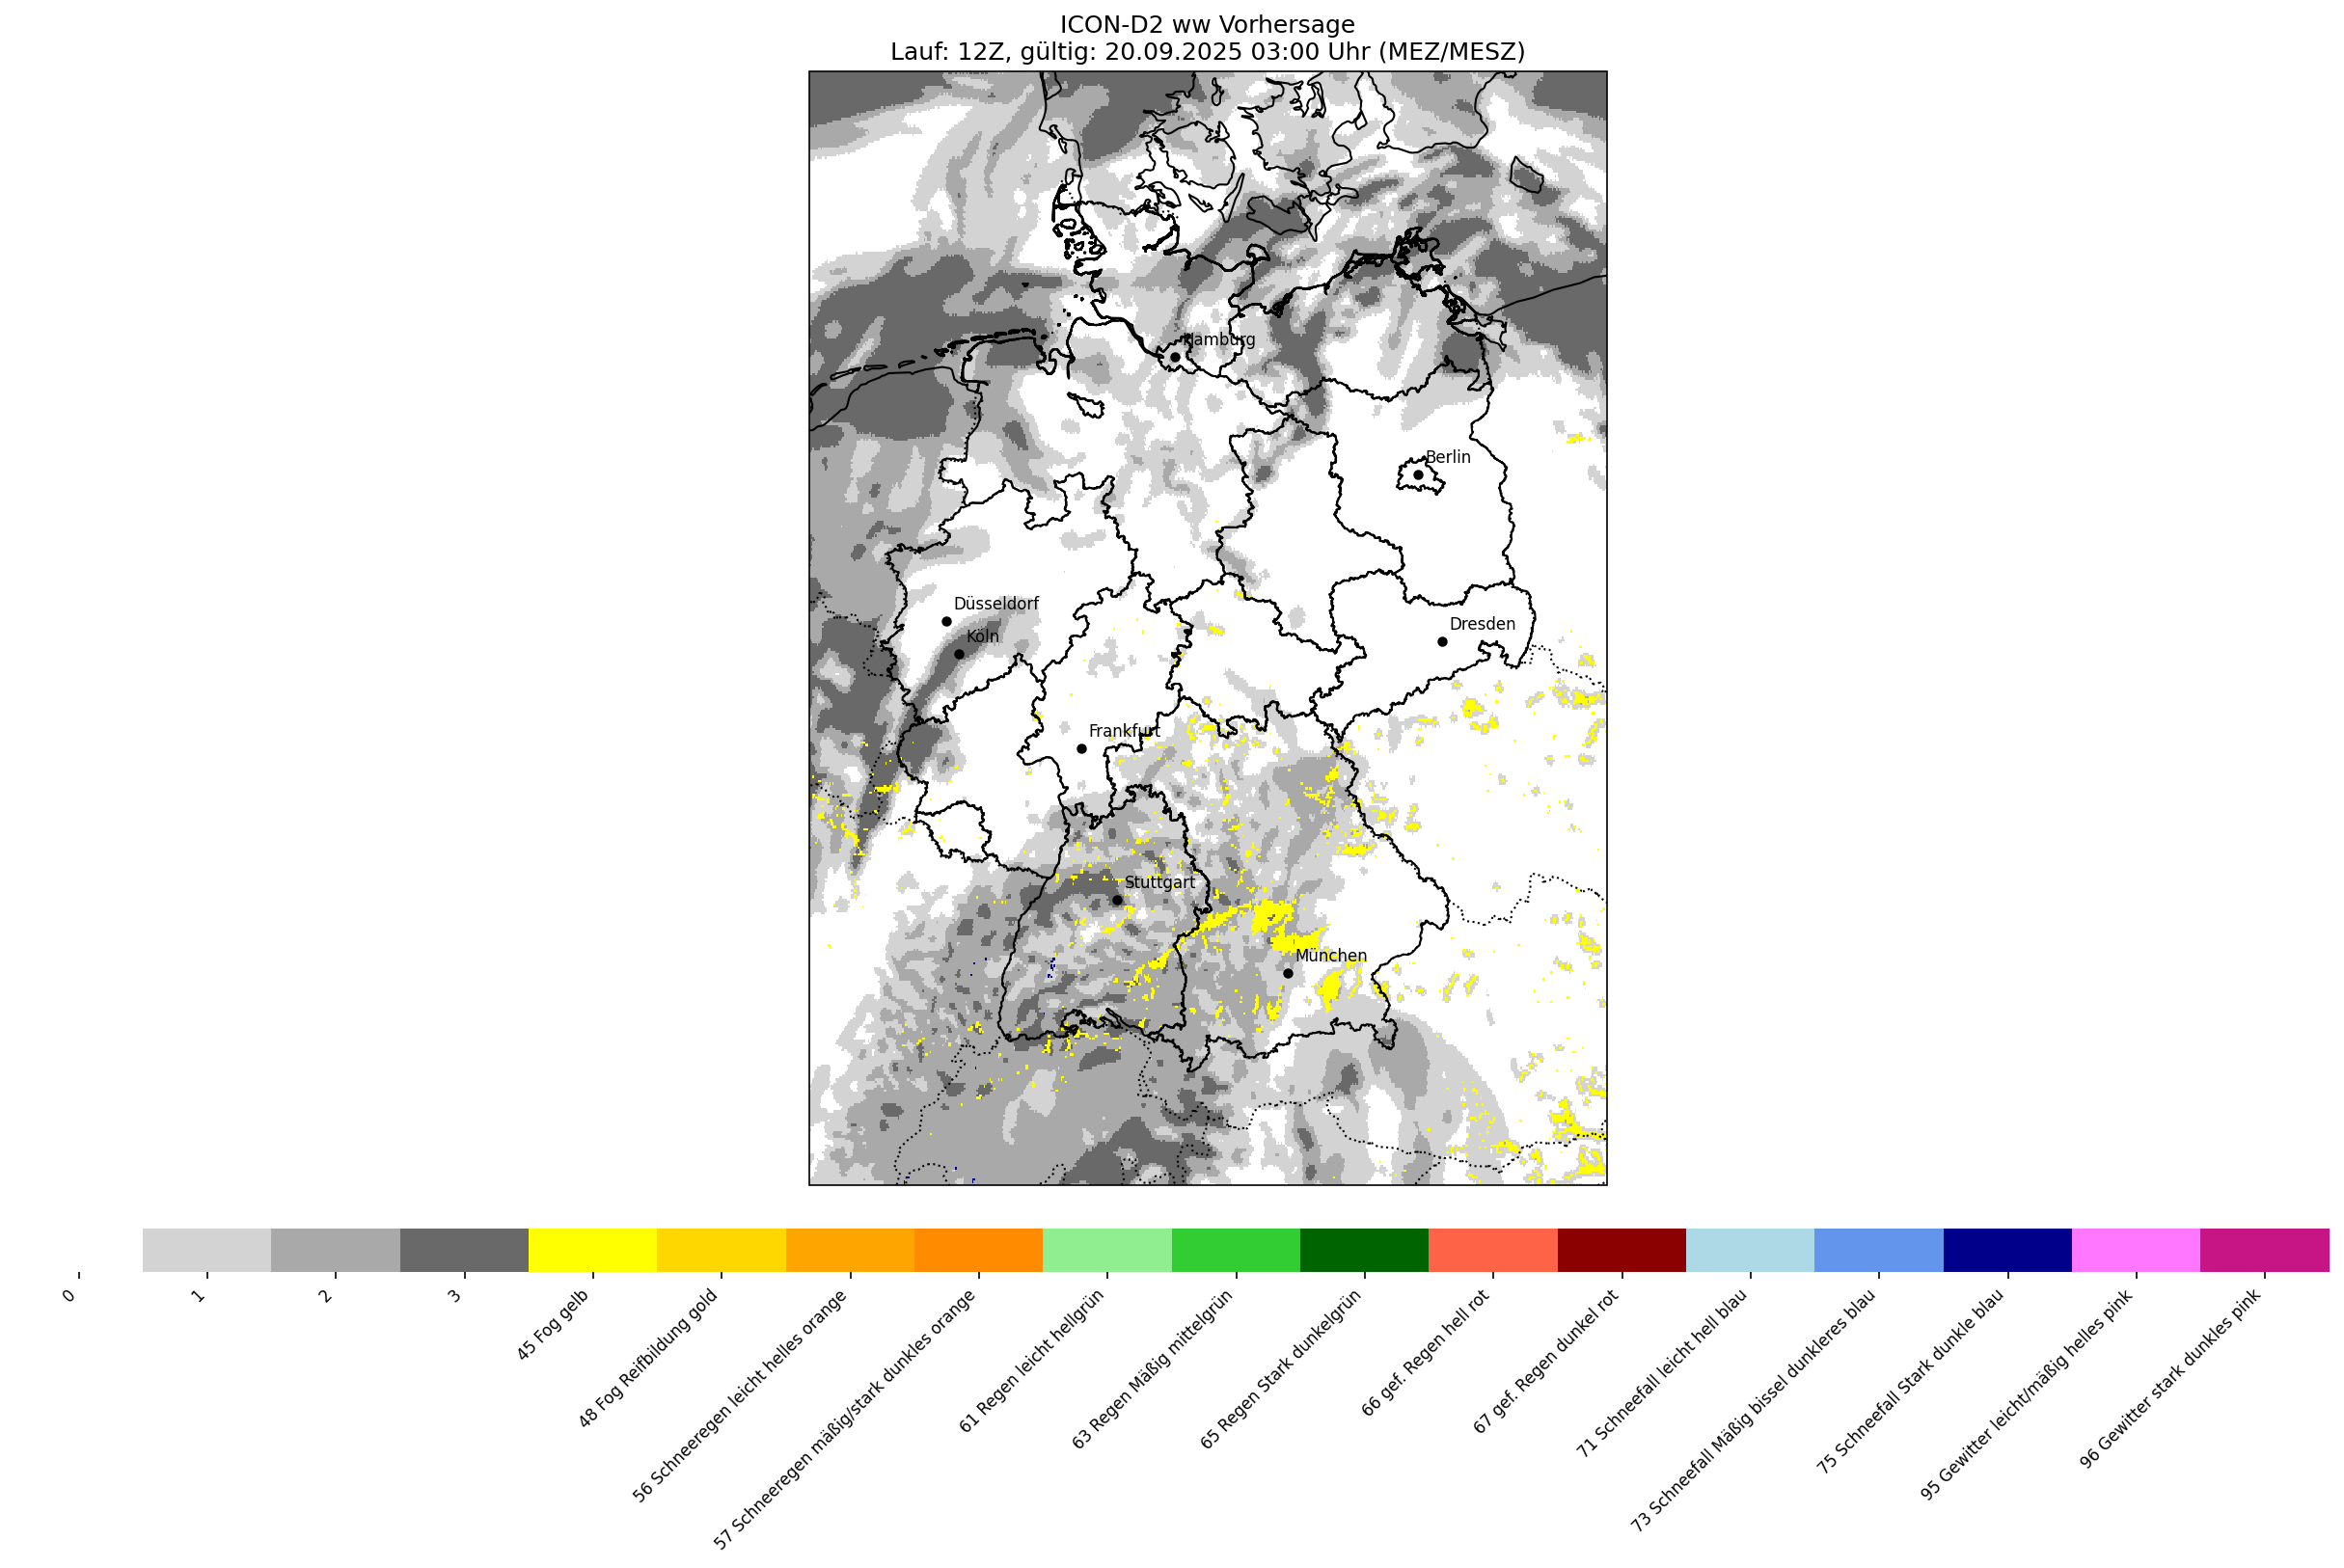 ICON-D2 ww Vorhersage
Lauf: 12Z, gültig: 20.09.2025 03:00 Uhr (MEZ/MESZ)
Hamburg
Berlin
Düsseldorf
Köln
Dresden
Frankfurt
Stuttgart
München
0
1
2
3
45 Fog gelb
48 Fog Reifbildung gold
56 Schneeregen leicht helles orange
57 Schneeregen mäßig/stark dunkles orange
61 Regen leicht hellgrün
63 Regen Mäßig mittelgrün
65 Regen Stark dunkelgrün
66 gef. Regen hell rot
67 gef. Regen dunkel rot
71 Schneefall leicht hell blau
73 Schneefall Mäßig bissel dunkleres blau
75 Schneefall Stark dunkle blau
95 Gewitter leicht/mäßig helles pink
96 Gewitter stark dunkles pink